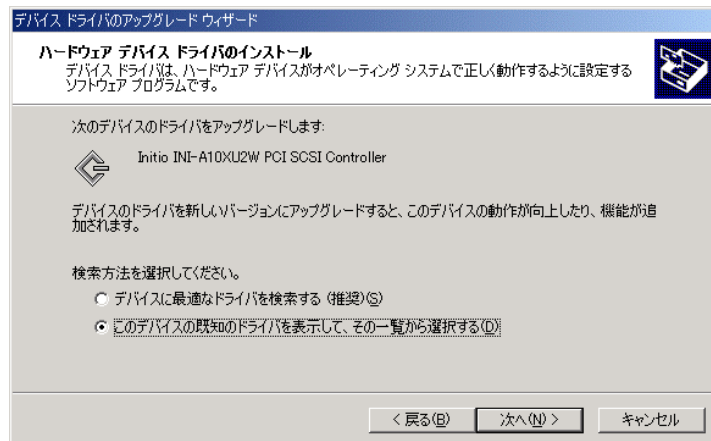 デバイス ドライバのアップグレード ウィザード
ハードウェア デバイス ドライバのインストール
デバイス ドライバは、ハードウェア デバイスがオペレーティング システムで正しく動作するように設定する
ソフトウェア プログラムです。
次のデバイスのドライバをアップグレードします:
Initio INI-A10XU2W PCI SCSI Controller
デバイスのドライバを新しいバージョンにアップグレードすると、このデバイスの動作が向上したり、機能が追
加されます。
検索方法を選択してください。
デバイスに最適なドライバを検索する (推奨)(S)
このデバイスの既知のドライバを表示して、その一覧から選択する(D)
< 戻る(B)
次へ(N) >
キャンセル